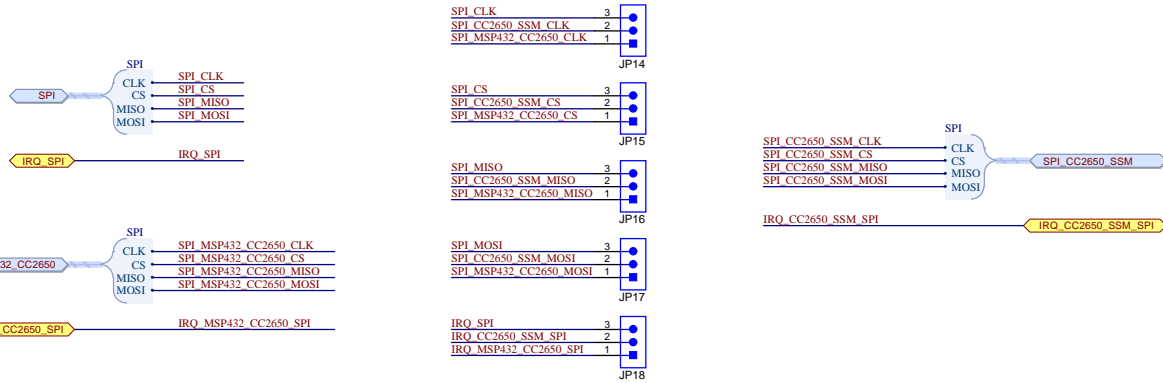 SPI
SPI
CLK
CS
MISO
MOSI
SPI_CLK
SPI_CS
SPI_MISO
SPI_MOSI
IRQ_SPI
IRQ_SPI
32_CC2650
SPI
CLK
CS
MISO
MOSI
SPI_MSP432_CC2650_CLK
SPI_MSP432_CC2650_CS
SPI_MSP432_CC2650_MISO
SPI_MSP432_CC2650_MOSI
CC2650_SPI
IRQ_MSP432_CC2650_SPI
SPI_CLK 3
SPI_CC2650_SSM_CLK 2
SPI_MSP432_CC2650_CLK 1
JP14
SPI_CS 3
SPI_CC2650_SSM_CS 2
SPI_MSP432_CC2650_CS 1
JP15
SPI_MISO 3
SPI_CC2650_SSM_MISO 2
SPI_MSP432_CC2650_MISO 1
JP16
SPI_MOSI 3
SPI_CC2650_SSM_MOSI 2
SPI_MSP432_CC2650_MOSI 1
JP17
IRQ_SPI 3
IRQ_CC2650_SSM_SPI 2
IRQ_MSP432_CC2650_SPI 1
JP18
SPI_CC2650_SSM_CLK
SPI_CC2650_SSM_CS
SPI_CC2650_SSM_MISO
SPI_CC2650_SSM_MOSI
SPI
CLK
CS
MISO
MOSI
SPI_CC2650_SSM
IRQ_CC2650_SSM_SPI
IRQ_CC2650_SSM_SPI